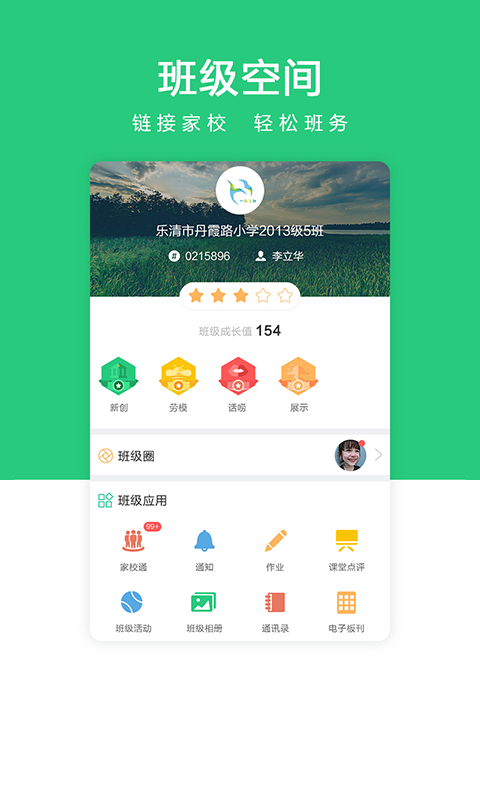 班级空间
链接家校 轻松班务
乐清市丹霞路小学2013级5班
# 0215896 李立华
班级成长值 154
新创 劳模 话唠 展示
班级圈
班级应用
99+
家校通 通知 作业 课堂点评
班级活动 班级相册 通讯录 电子板刊